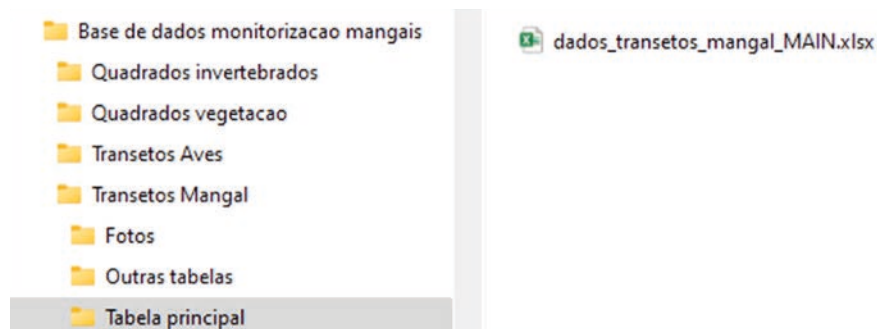 Base de dados monitorizacao mangais
Quadrados invertebrados
Quadrados vegetacao
Transetos Aves
Transetos Mangal
Fotos
Outras tabelas
Tabela principal
dados_transetos_mangal_MAIN.xlsx